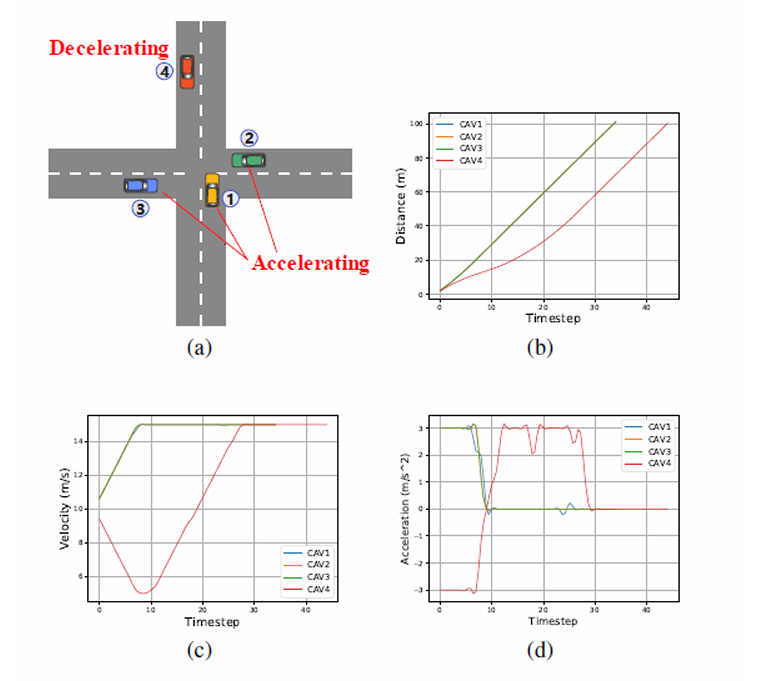 Decelerating
4
2
1
3
Accelerating
(a)
CAV1
CAV2
CAV3
CAV4
100
80
60
40
20
0
Distance (m)
0 10 20 30 40
Timestep
(b)
14
12
10
8
6
Velocity (m/s)
CAV1
CAV2
CAV3
CAV4
0 10 20 30 40
Timestep
(c)
3
2
1
0
−1
−2
−3
Acceleration (m/s^2)
CAV1
CAV2
CAV3
CAV4
0 10 20 30 40
Timestep
(d)